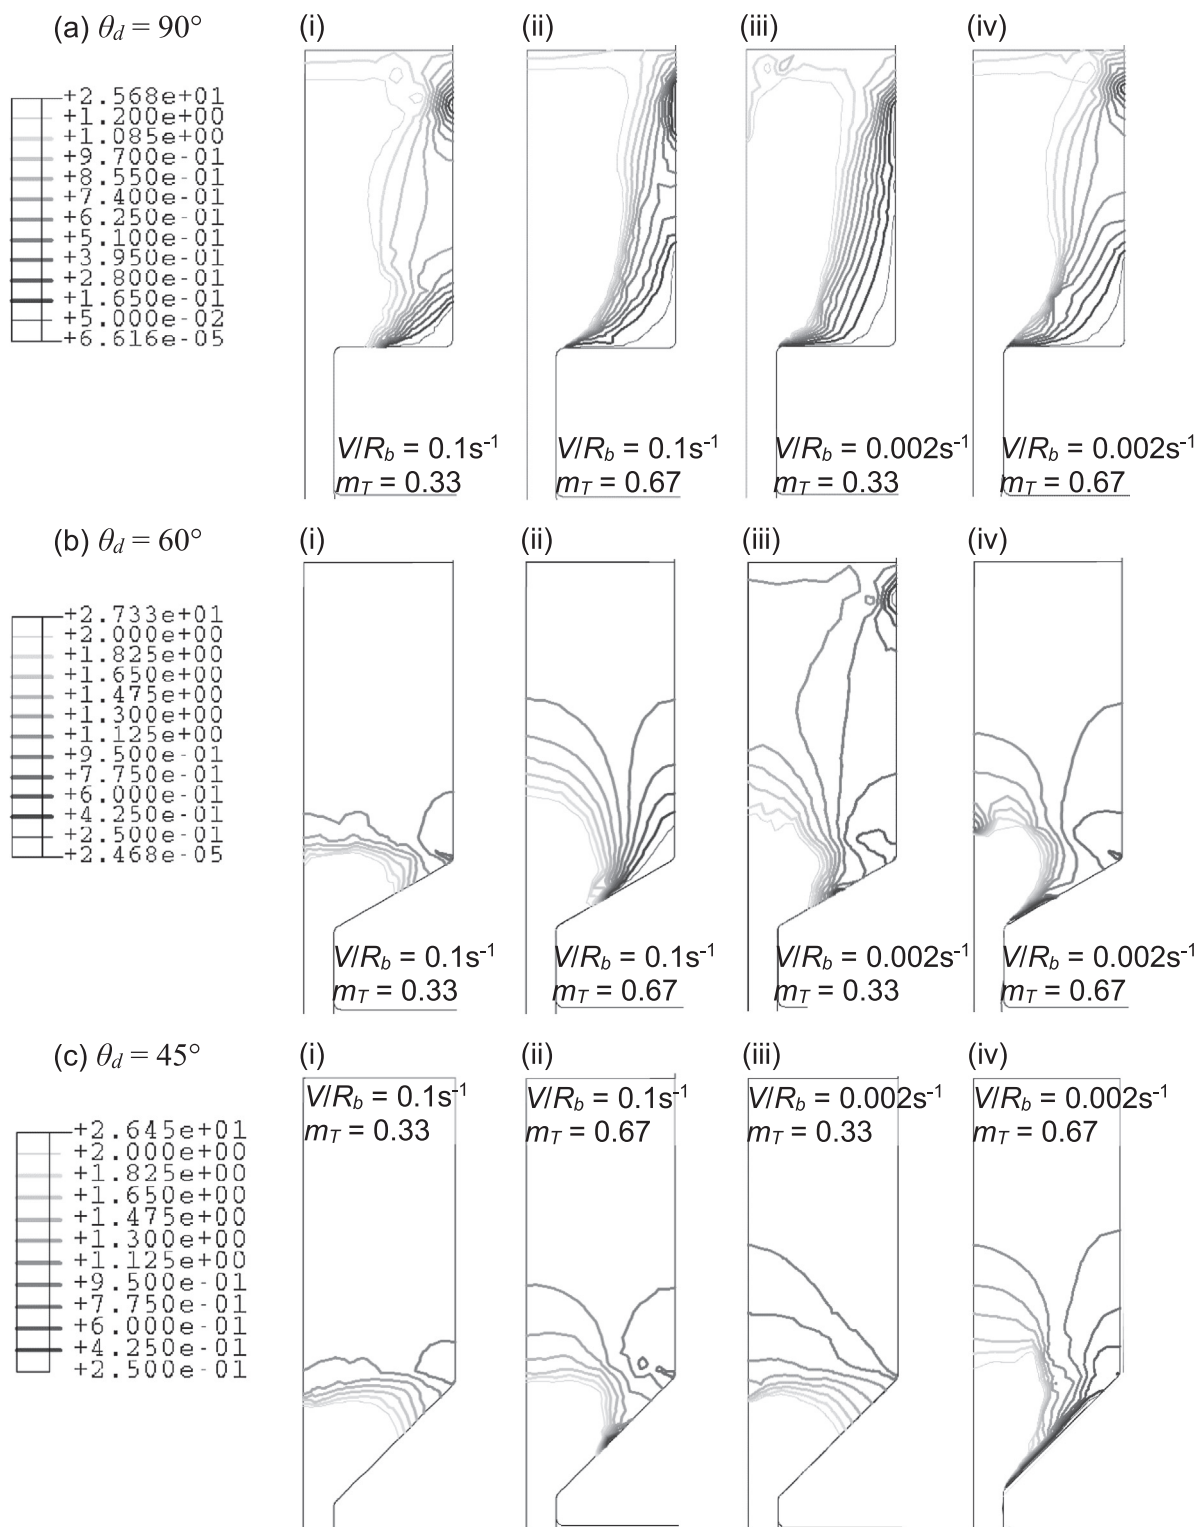 (a) θd = 90°
(i)
(ii)
(iii)
(iv)
+2.568e+01
+1.200e+00
+1.085e+00
+9.700e-01
+8.550e-01
+7.400e-01
+6.250e-01
+5.100e-01
+3.950e-01
+2.800e-01
+1.650e-01
+5.000e-02
+6.616e-05
V/Rb = 0.1s-1
mT = 0.33
V/Rb = 0.1s-1
mT = 0.67
V/Rb = 0.002s-1
mT = 0.33
V/Rb = 0.002s-1
mT = 0.67
(b) θd = 60°
(i)
(ii)
(iii)
(iv)
+2.733e+01
+2.000e+00
+1.825e+00
+1.650e+00
+1.475e+00
+1.300e+00
+1.125e+00
+9.500e-01
+7.750e-01
+6.000e-01
+4.250e-01
+2.500e-01
+2.468e-05
V/Rb = 0.1s-1
mT = 0.33
V/Rb = 0.1s-1
mT = 0.67
V/Rb = 0.002s-1
mT = 0.33
V/Rb = 0.002s-1
mT = 0.67
(c) θd = 45°
(i)
(ii)
(iii)
(iv)
+2.645e+01
+2.000e+00
+1.825e+00
+1.650e+00
+1.475e+00
+1.300e+00
+1.125e+00
+9.500e-01
+7.750e-01
+6.000e-01
+4.250e-01
+2.500e-01
V/Rb = 0.1s-1
mT = 0.33
V/Rb = 0.1s-1
mT = 0.67
V/Rb = 0.002s-1
mT = 0.33
V/Rb = 0.002s-1
mT = 0.67